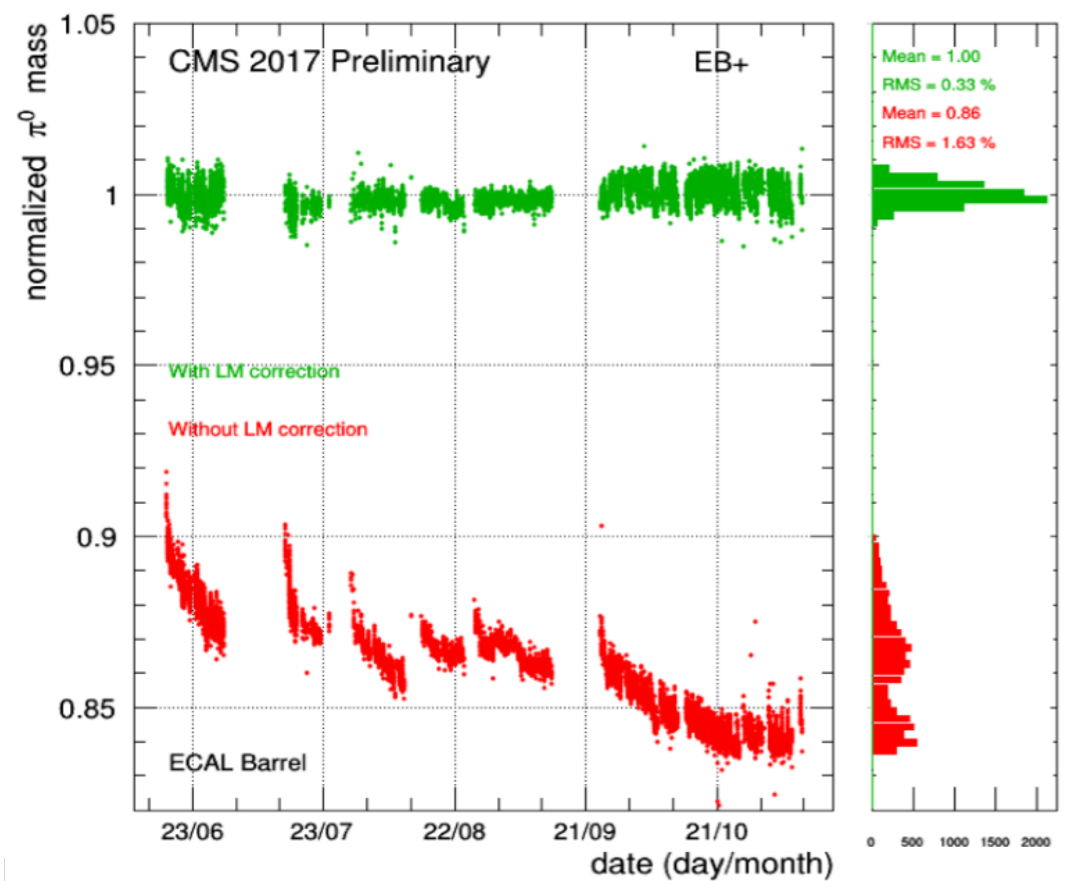 1.05
CMS 2017 Preliminary EB+
normalized π⁰ mass
1
0.95
With LM correction
Without LM correction
0.9
0.85
ECAL Barrel
23/06 23/07 22/08 21/09 21/10
date (day/month)
Mean = 1.00
RMS = 0.33 %
Mean = 0.86
RMS = 1.63 %
0 500 1000 1500 2000